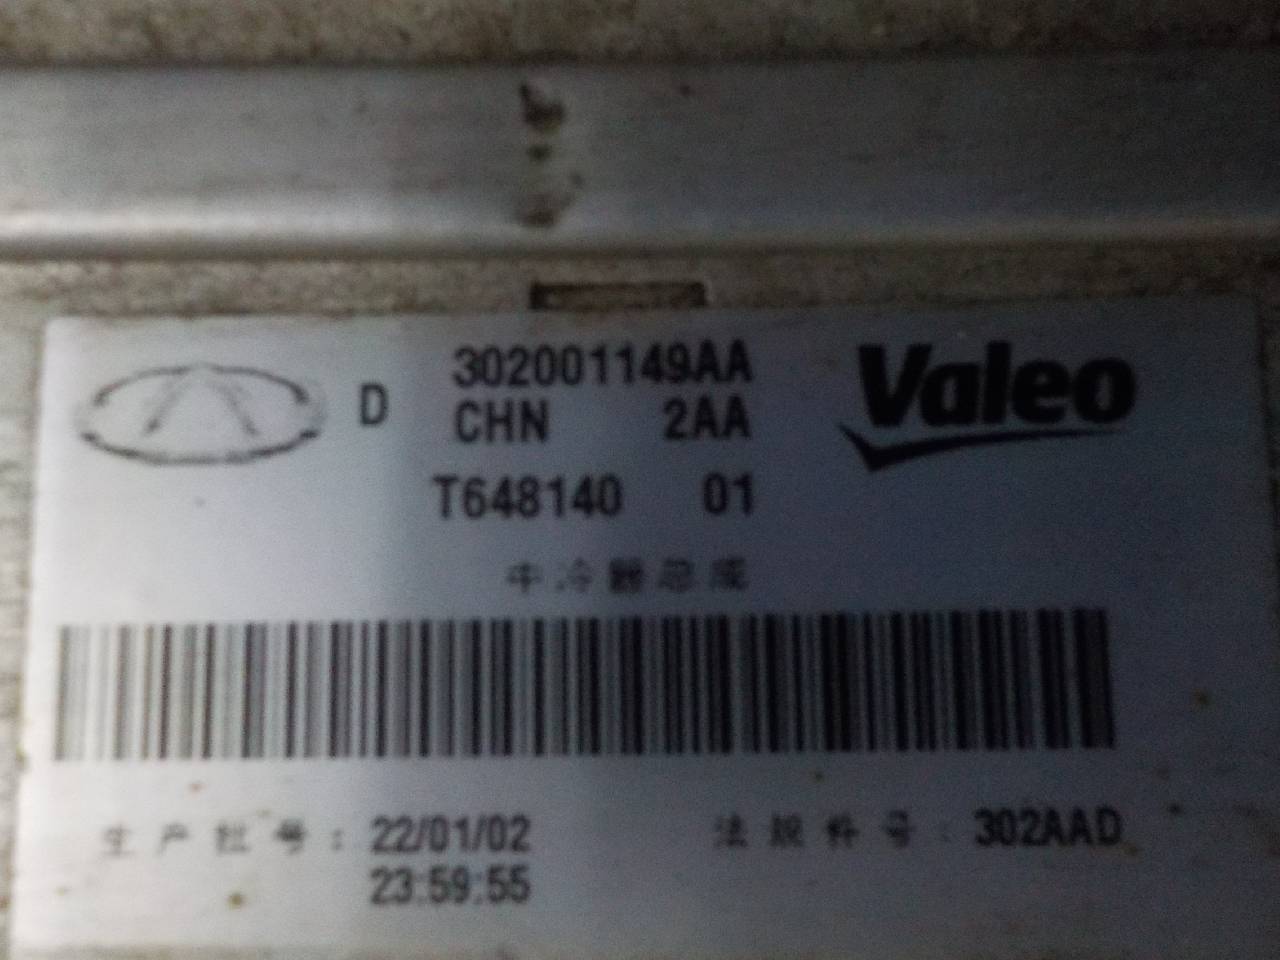 302001149AA
D CHN 2AA
Valeo
T648140 01
中冷器总成
生产批号: 22/01/02
23:59:55
法规件号: 302AAD